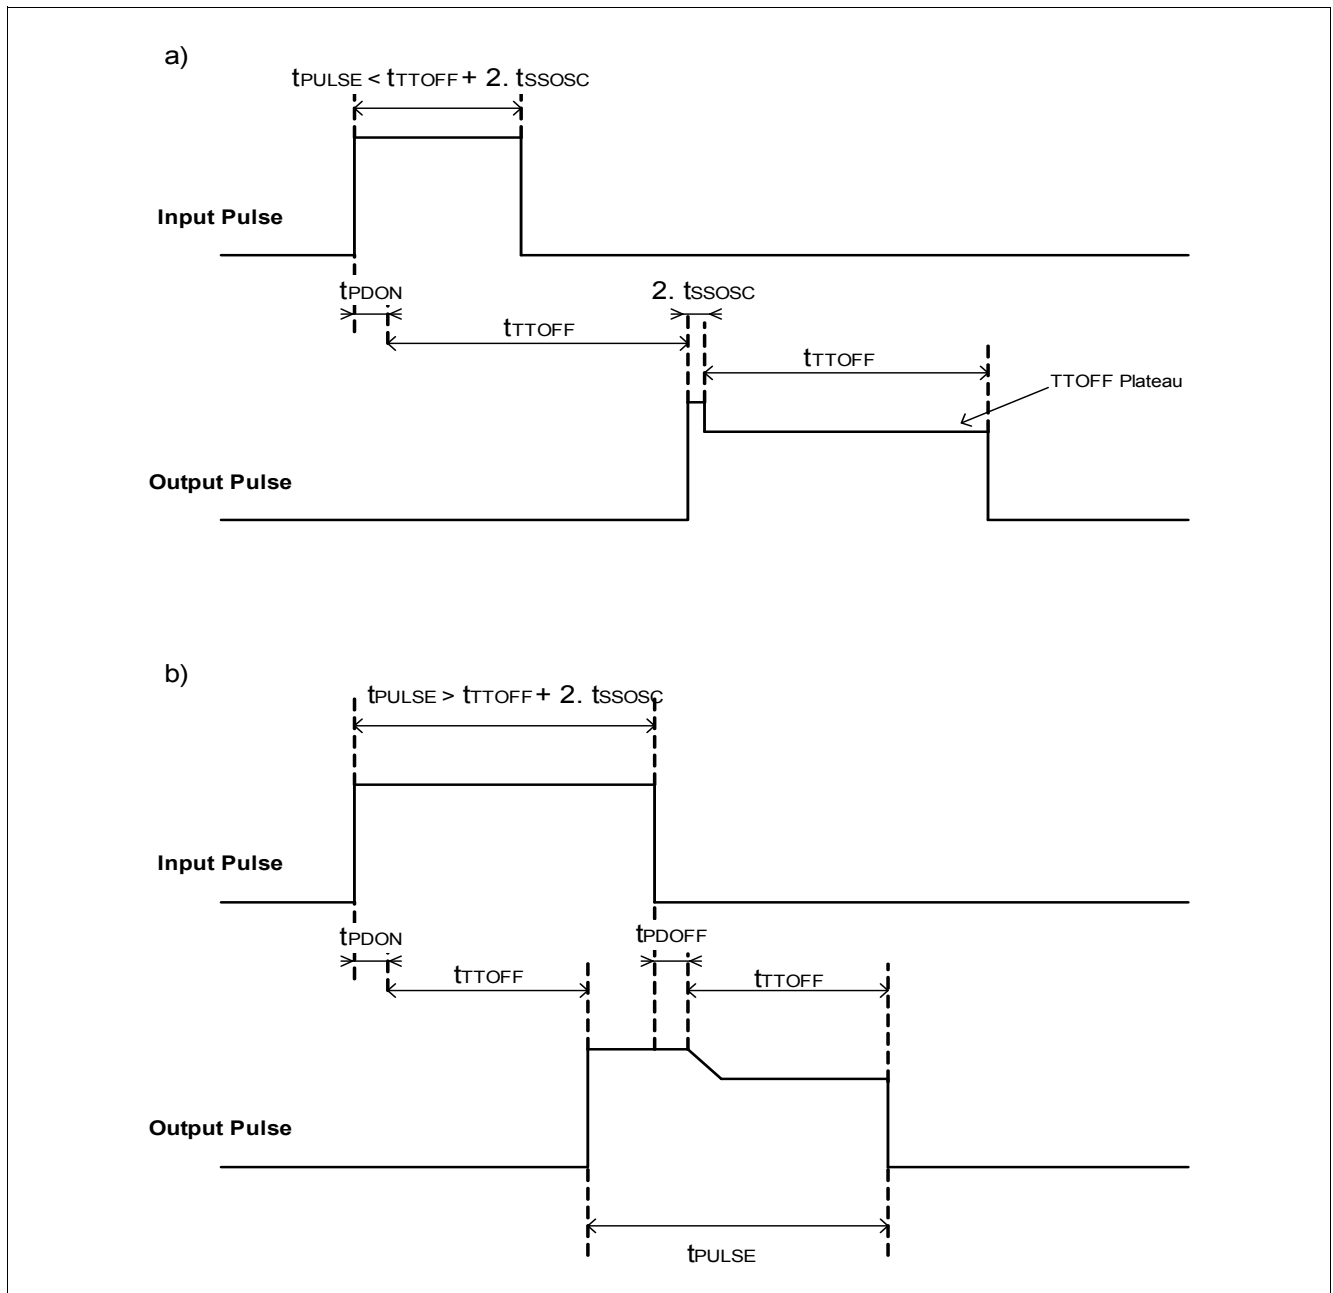 a)
tPULSE < tTTOFF + 2. tSSOSC
Input Pulse
tPDON
2. tSSOSC
tTTOFF
tTTOFF
TTOFF Plateau
Output Pulse
b)
tPULSE > tTTOFF + 2. tSSOSC
Input Pulse
tPDON
tPDOFF
tTTOFF
tTTOFF
Output Pulse
tPULSE